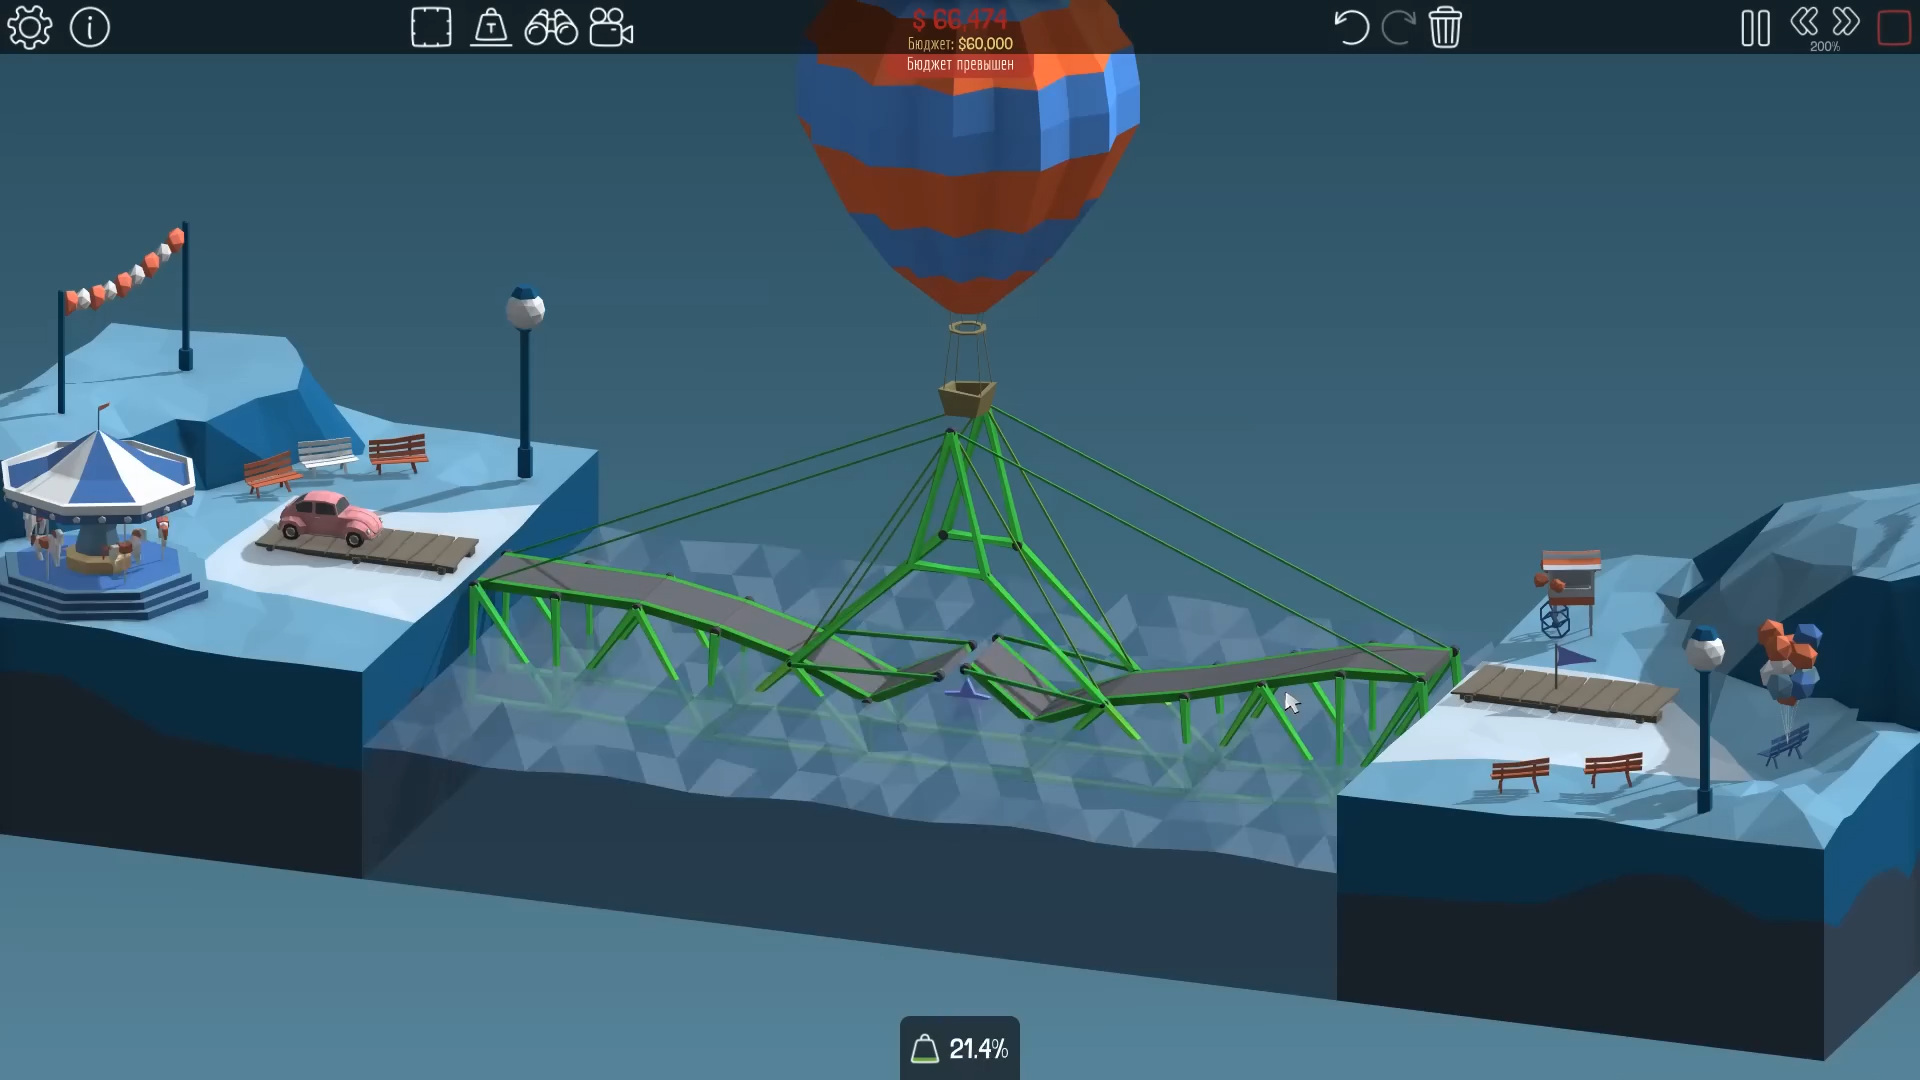 $ 66,474
Бюджет: $60,000
Бюджет превышен
200%
T
21.4%